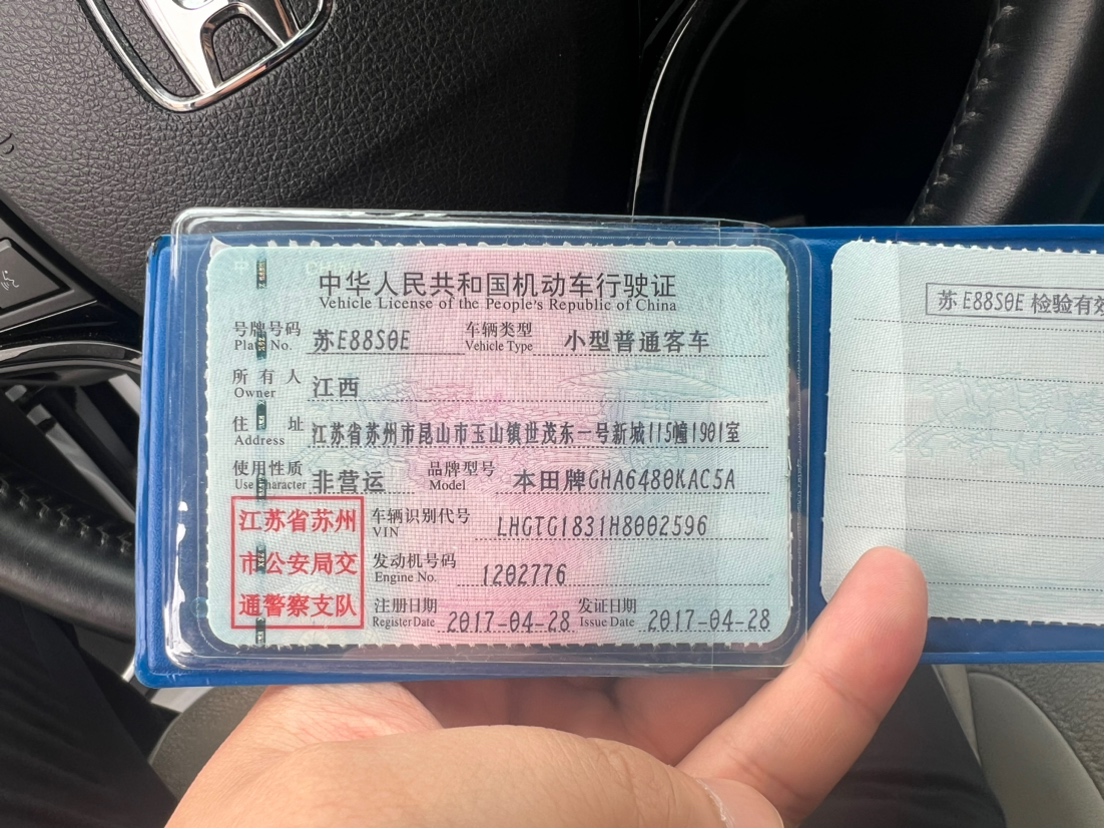 中华人民共和国机动车行驶证
Vehicle License of the People's Republic of China
号牌号码 苏E88S0E 车辆类型 小型普通客车
Plate No. Vehicle Type
所有人 江西
Owner
住址 江苏省苏州市昆山市玉山镇世茂东一号新城115幢1901室
Address
使用性质 非营运 品牌型号 本田牌GHA6480KAC5A
Use Character Model
江苏省苏州
市公安局交
通警察支队
车辆识别代号 LHGTG1831H8002596
VIN
发动机号码 1202776
Engine No.
注册日期 2017-04-28 发证日期 2017-04-28
Register Date Issue Date
苏E88S0E 检验有效